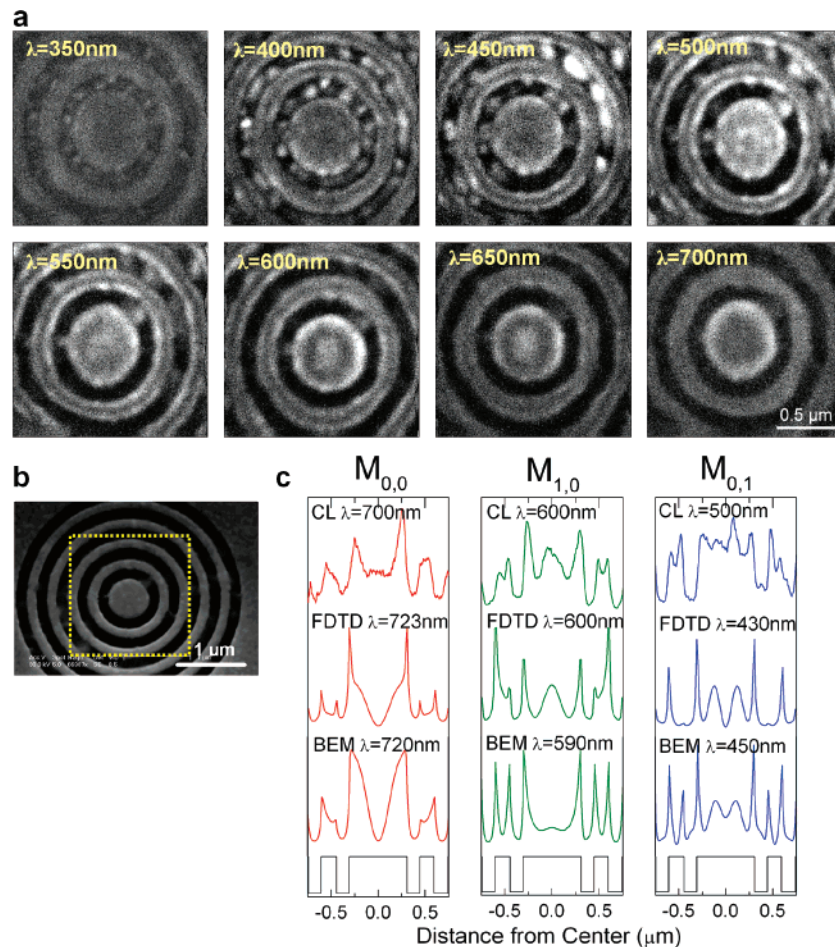 a
λ=350nm
λ=400nm
λ=450nm
λ=500nm
λ=550nm
λ=600nm
λ=650nm
λ=700nm
0.5 μm
b
1 μm
c
M0,0
M1,0
M0,1
CL λ=700nm
CL λ=600nm
CL λ=500nm
FDTD λ=723nm
FDTD λ=600nm
FDTD λ=430nm
BEM λ=720nm
BEM λ=590nm
BEM λ=450nm
-0.5 0.0 0.5
-0.5 0.0 0.5
-0.5 0.0 0.5
Distance from Center (μm)